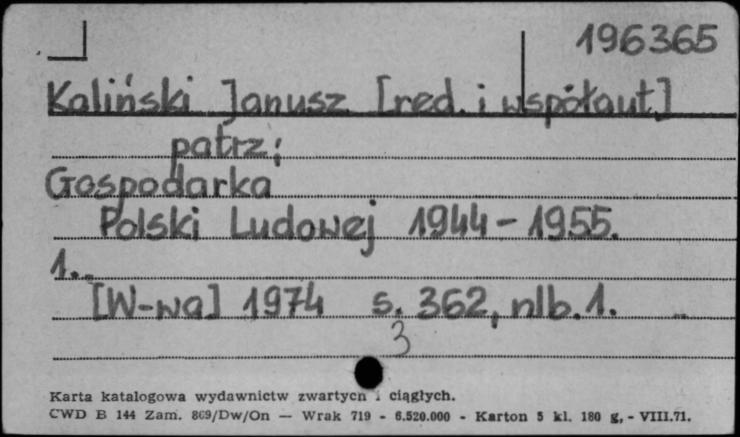 196365
Kaliński Janusz [red. i współaut.]
patrz:
Gospodarka
Polski Ludowej 1944-1955.
1.
[W-wa] 1974 s. 362, nlb. 1.
3
Karta katalogowa wydawnictw zwartych i ciągłych.
CWD B 144 Zam. 869/Dw/On — Wrak 719 - 6.520.000 - Karton 5 kl. 180 g, - VIII.71.